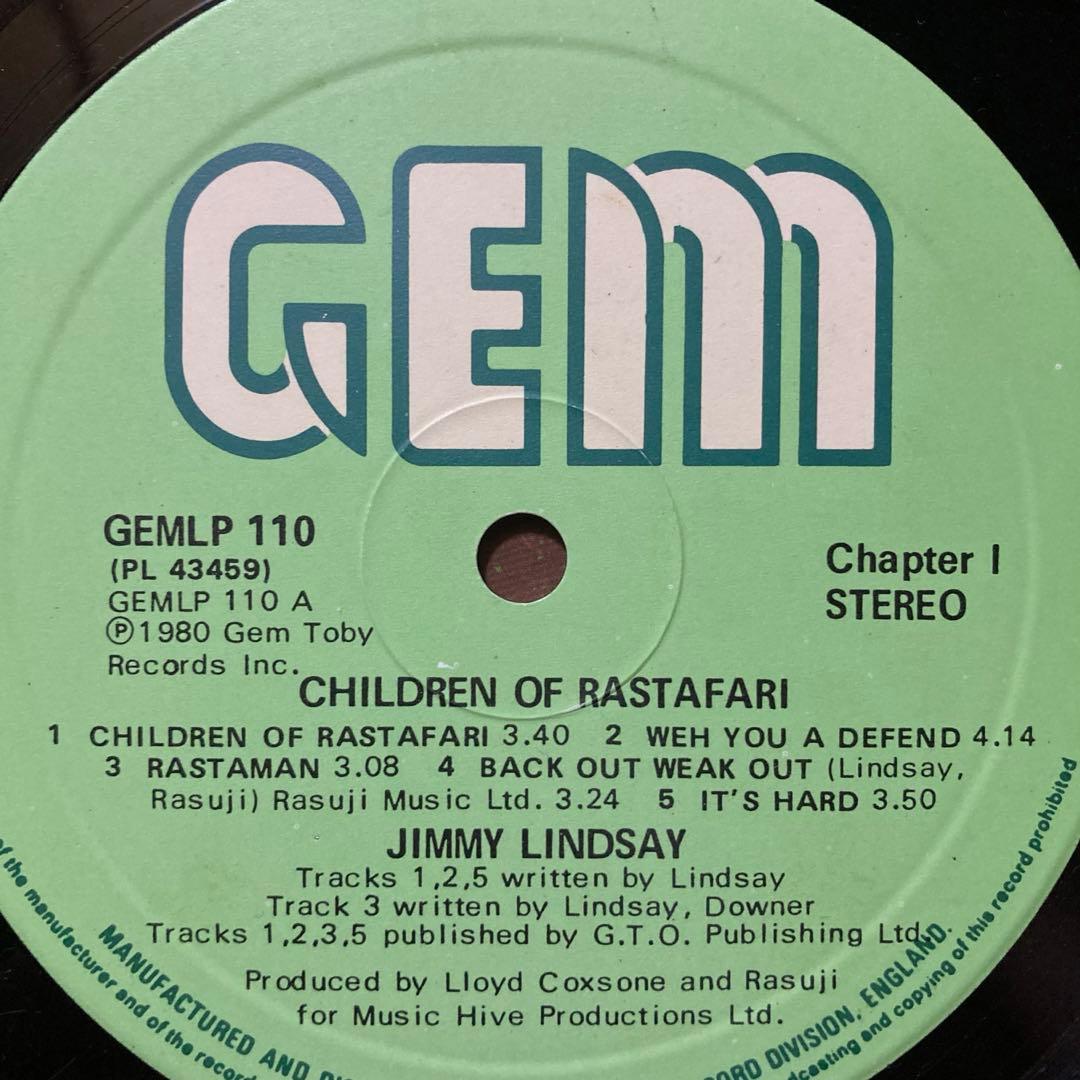 GEM
GEMLP 110
(PL 43459)
GEMLP 110 A
Ⓟ1980 Gem Toby
Records Inc.
Chapter I
STEREO
CHILDREN OF RASTAFARI
1 CHILDREN OF RASTAFARI 3.40 2 WEH YOU A DEFEND 4.14
3 RASTAMAN 3.08 4 BACK OUT WEAK OUT (Lindsay,
Rasuji) Rasuji Music Ltd. 3.24 5 IT'S HARD 3.50
JIMMY LINDSAY
Tracks 1,2,5 written by Lindsay
Track 3 written by Lindsay, Downer
Tracks 1,2,3,5 published by G.T.O. Publishing Ltd.
Produced by Lloyd Coxsone and Rasuji
for Music Hive Productions Ltd.
MANUFACTURED AND
DIVISION, ENGLAND.
of the manufacturer and of the
and copying of this record prohibited